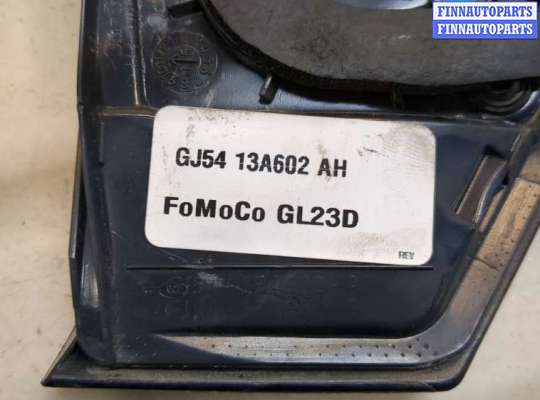 FINNAUTOPARTS
FINNAUTOPARTS
GJ54 13A602 AH
FoMoCo GL23D
REV